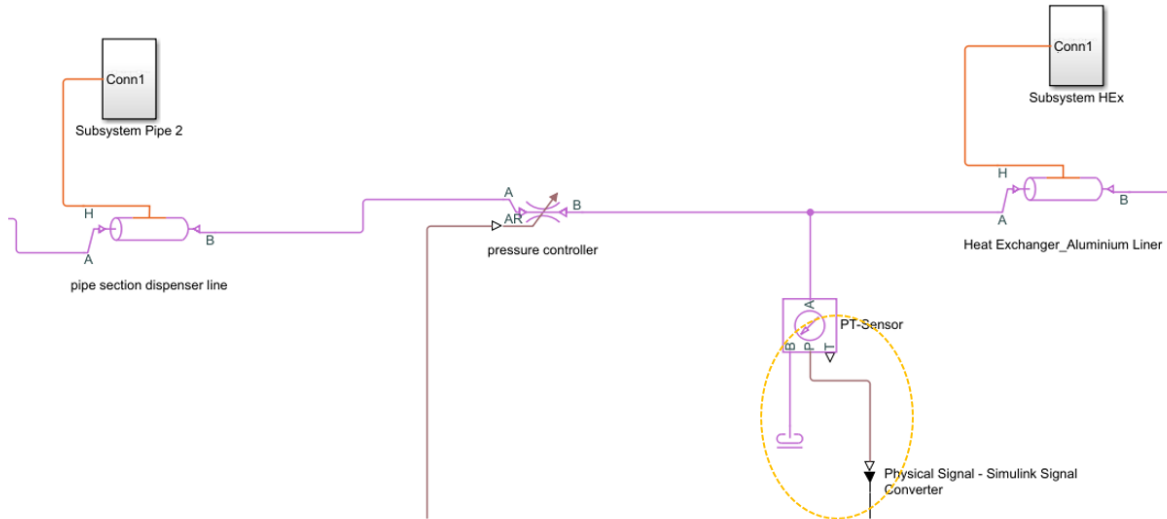 Conn1
Subsystem HEx
Conn1
Subsystem Pipe 2
H
A
B
pipe section dispenser line
A
AR
B
pressure controller
H
A
B
Heat Exchanger_Aluminium Liner
A
PT-Sensor
B
P
T
Physical Signal - Simulink Signal
Converter